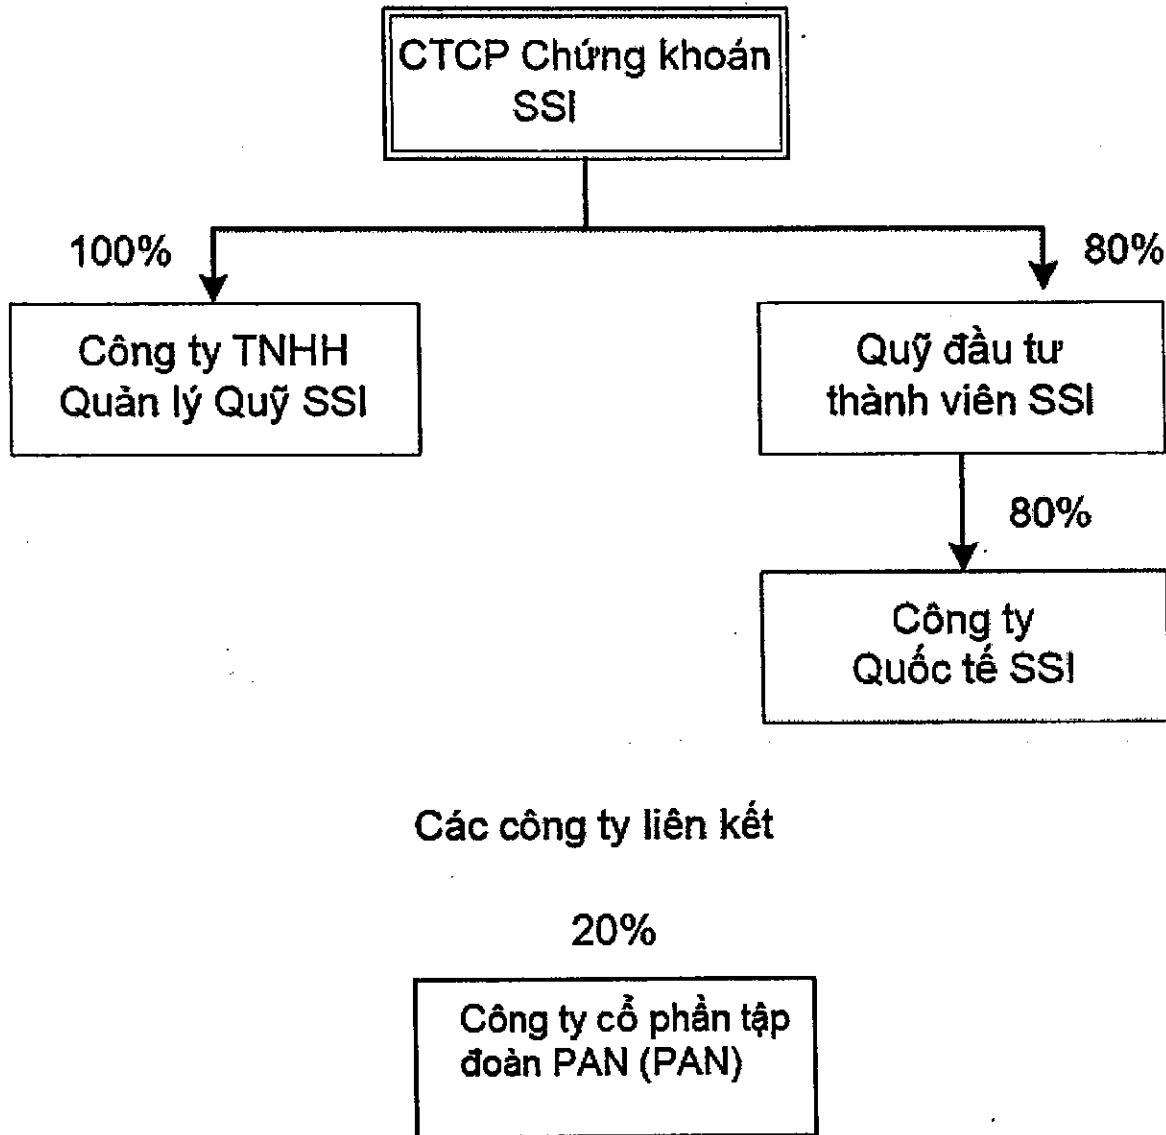 CTCP Chứng khoán
SSI
100%
80%
Công ty TNHH
Quản lý Quỹ SSI
Quỹ đầu tư
thành viên SSI
80%
Công ty
Quốc tế SSI
Các công ty liên kết
20%
Công ty cổ phần tập
đoàn PAN (PAN)